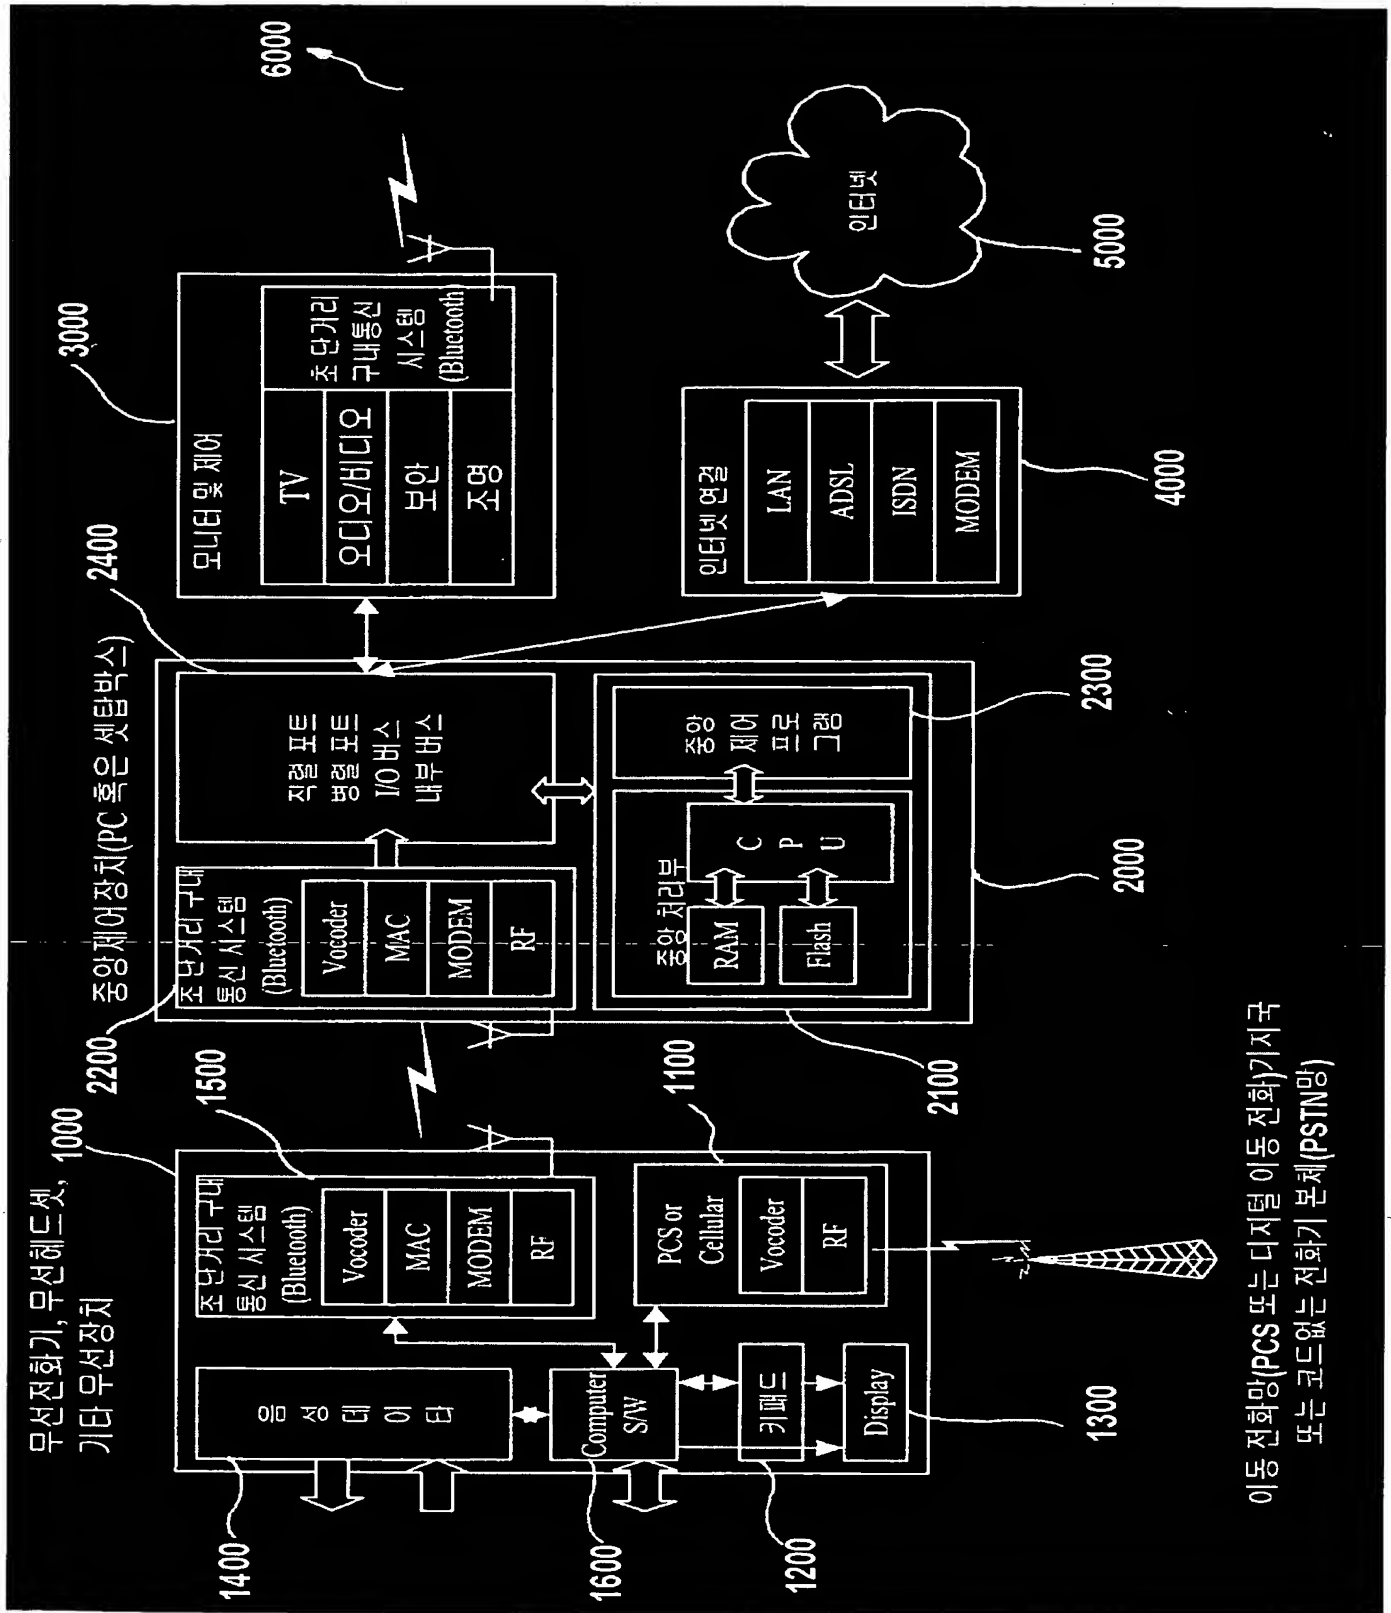 무선전화기, 무선헤드셋,
기타 무선장치
1000
1400
음성데이타
초단거리구내
통신 시스템
(Bluetooth)
Vocoder
MAC
MODEM
RF
1500
Computer
S/W
1600
PCS or
Cellular
Vocoder
RF
1100
키패드
1200
Display
1300
이동 전화망(PCS 또는 디지털 이동 전화)기지국
또는 코드없는 전화기 본체(PSTN망)
중앙제어장치(PC 혹은 셋탑박스)
2200
초단거리구내
통신 시스템
(Bluetooth)
Vocoder
MAC
MODEM
RF
2400
직렬 포트
병렬 포트
I/O 버스
내부 버스
중앙 처리부
RAM
Flash
C
P
U
2100
중앙
제어
프로
그램
2300
2000
3000
모니터 및 제어
TV
오디오/비디오
보안
조명
초 단거리
구내통신
시스템
(Bluetooth)
6000
인터넷 연결
LAN
ADSL
ISDN
MODEM
4000
인터넷
5000